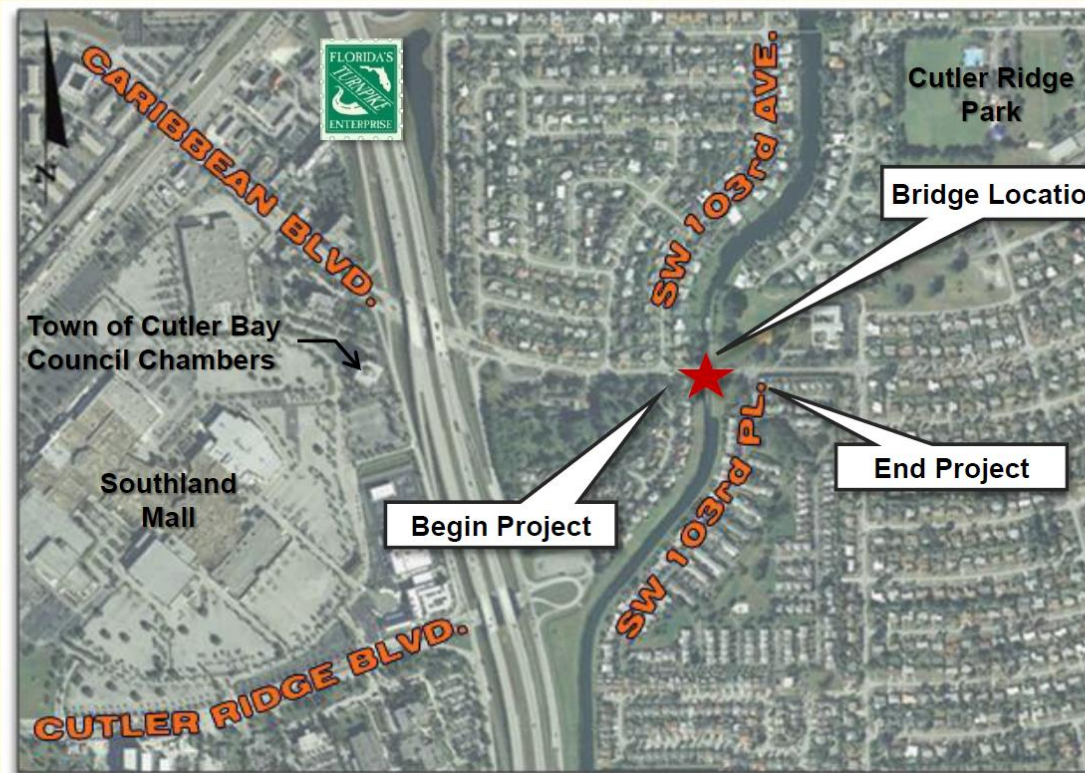 FLORIDA'S
TURNPIKE
ENTERPRISE
CARIBBEAN BLVD.
SW 103rd AVE.
Cutler Ridge
Park
Bridge Locatio
N
Town of Cutler Bay
Council Chambers
Southland
Mall
Begin Project
End Project
SW 103rd PL.
CUTLER RIDGE BLVD.